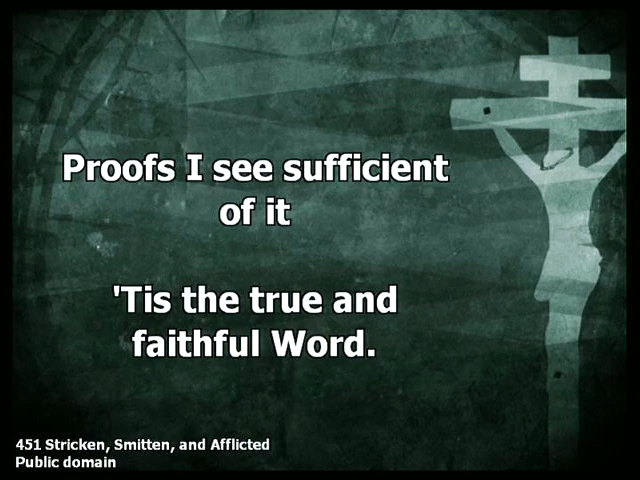 Proofs I see sufficient
of it
'Tis the true and
faithful Word.
451 Stricken, Smitten, and Afflicted
Public domain